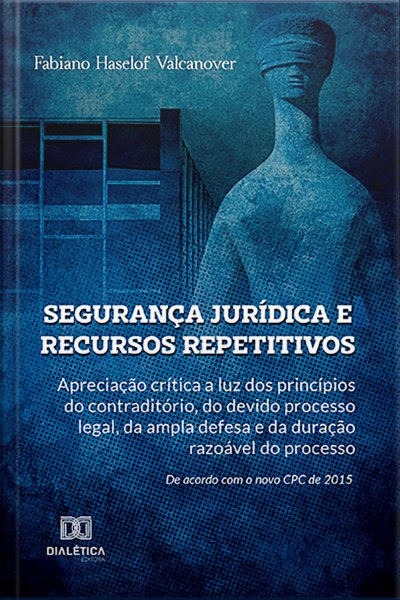 Fabiano Haselof Valcanover
SEGURANÇA JURÍDICA E
RECURSOS REPETITIVOS
Apreciação crítica a luz dos princípios
do contraditório, do devido processo
legal, da ampla defesa e da duração
razoável do processo
De acordo com o novo CPC de 2015
DIALÉTICA
EDITORA